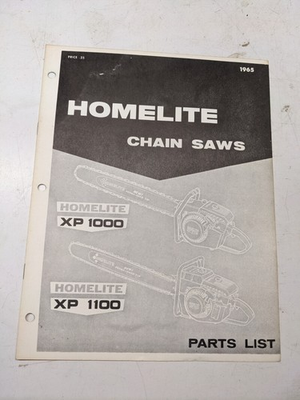 1965
HOMELITE
CHAIN SAWS
HOMELITE
XP 1000
HOMELITE
XP 1100
PARTS LIST